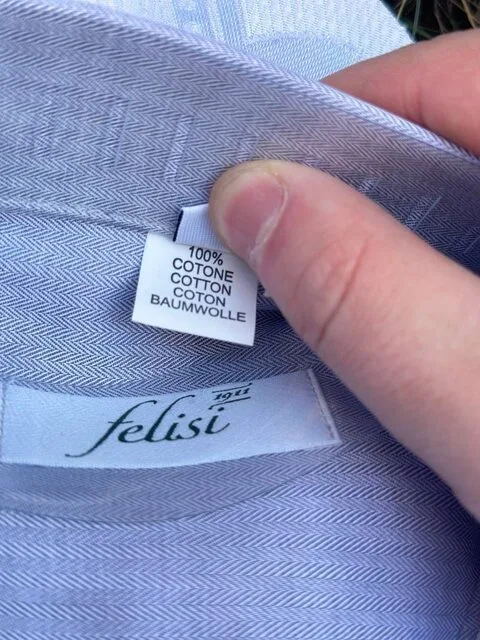 100%
COTONE
COTTON
COTON
BAUMWOLLE
1911
felisi